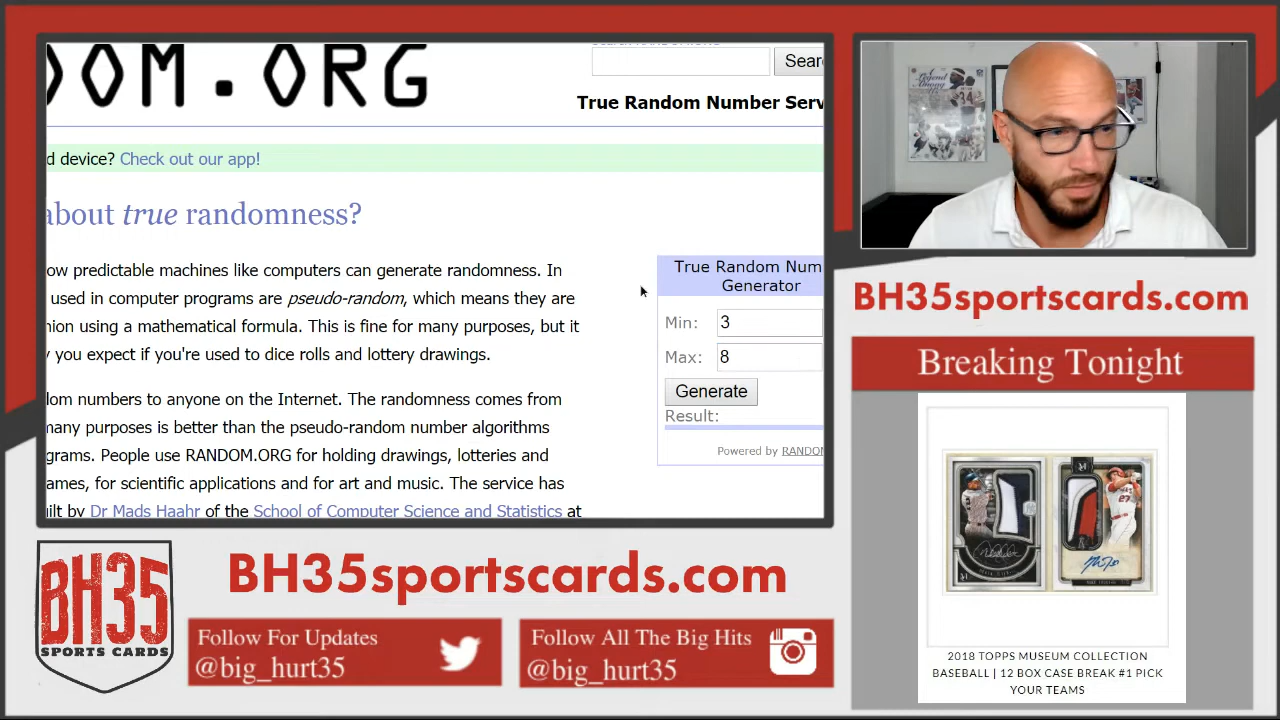 DOM.ORG
Sear
True Random Number Serv
d device? Check out our app!
about true randomness?
ow predictable machines like computers can generate randomness. In
used in computer programs are pseudo-random, which means they are
nion using a mathematical formula. This is fine for many purposes, but it
y you expect if you're used to dice rolls and lottery drawings.
dom numbers to anyone on the Internet. The randomness comes from
many purposes is better than the pseudo-random number algorithms
grams. People use RANDOM.ORG for holding drawings, lotteries and
ames, for scientific applications and for art and music. The service has
uilt by Dr Mads Haahr of the School of Computer Science and Statistics at
True Random Num
Generator
Min: 3
Max: 8
Generate
Result:
Powered by RANDO
34
BH35sportscards.com
Breaking Tonight
27
2018 TOPPS MUSEUM COLLECTION
BASEBALL | 12 BOX CASE BREAK #1 PICK
YOUR TEAMS
BH35
SPORTS CARDS
BH35sportscards.com
Follow For Updates
@big_hurt35
Follow All The Big Hits
@big_hurt35